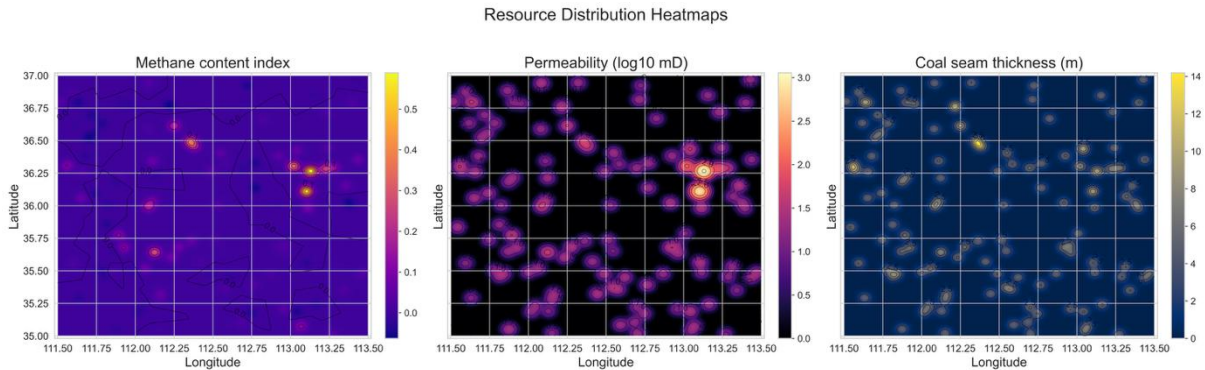 Resource Distribution Heatmaps
Methane content index
37.00
36.75
36.50
36.25
36.00
35.75
35.50
35.25
35.00
Latitude
111.50 111.75 112.00 112.25 112.50 112.75 113.00 113.25 113.50
Longitude
0.5
0.4
0.3
0.2
0.1
0.0
Permeability (log10 mD)
Latitude
111.50 111.75 112.00 112.25 112.50 112.75 113.00 113.25 113.50
Longitude
3.0
2.5
2.0
1.5
1.0
0.5
0.0
Coal seam thickness (m)
Latitude
111.50 111.75 112.00 112.25 112.50 112.75 113.00 113.25 113.50
Longitude
14
12
10
8
6
4
2
0